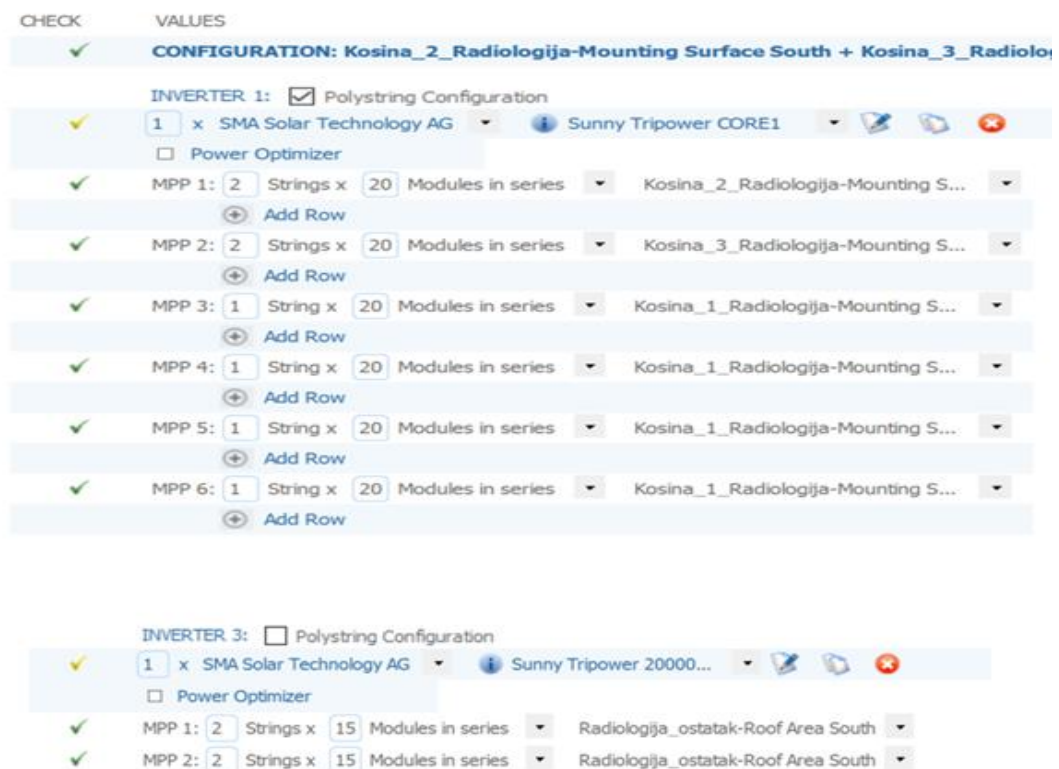 CHECK VALUES
CONFIGURATION: Kosina_2_Radiologija-Mounting Surface South + Kosina_3_Radiolog
INVERTER 1: Polystring Configuration
1 x SMA Solar Technology AG Sunny Tripower CORE1
Power Optimizer
MPP 1: 2 Strings x 20 Modules in series Kosina_2_Radiologija-Mounting S...
Add Row
MPP 2: 2 Strings x 20 Modules in series Kosina_3_Radiologija-Mounting S...
Add Row
MPP 3: 1 String x 20 Modules in series Kosina_1_Radiologija-Mounting S...
Add Row
MPP 4: 1 String x 20 Modules in series Kosina_1_Radiologija-Mounting S...
Add Row
MPP 5: 1 String x 20 Modules in series Kosina_1_Radiologija-Mounting S...
Add Row
MPP 6: 1 String x 20 Modules in series Kosina_1_Radiologija-Mounting S...
Add Row
INVERTER 3: Polystring Configuration
1 x SMA Solar Technology AG Sunny Tripower 20000...
Power Optimizer
MPP 1: 2 Strings x 15 Modules in series Radiologija_ostatak-Roof Area South
MPP 2: 2 Strings x 15 Modules in series Radiologija_ostatak-Roof Area South